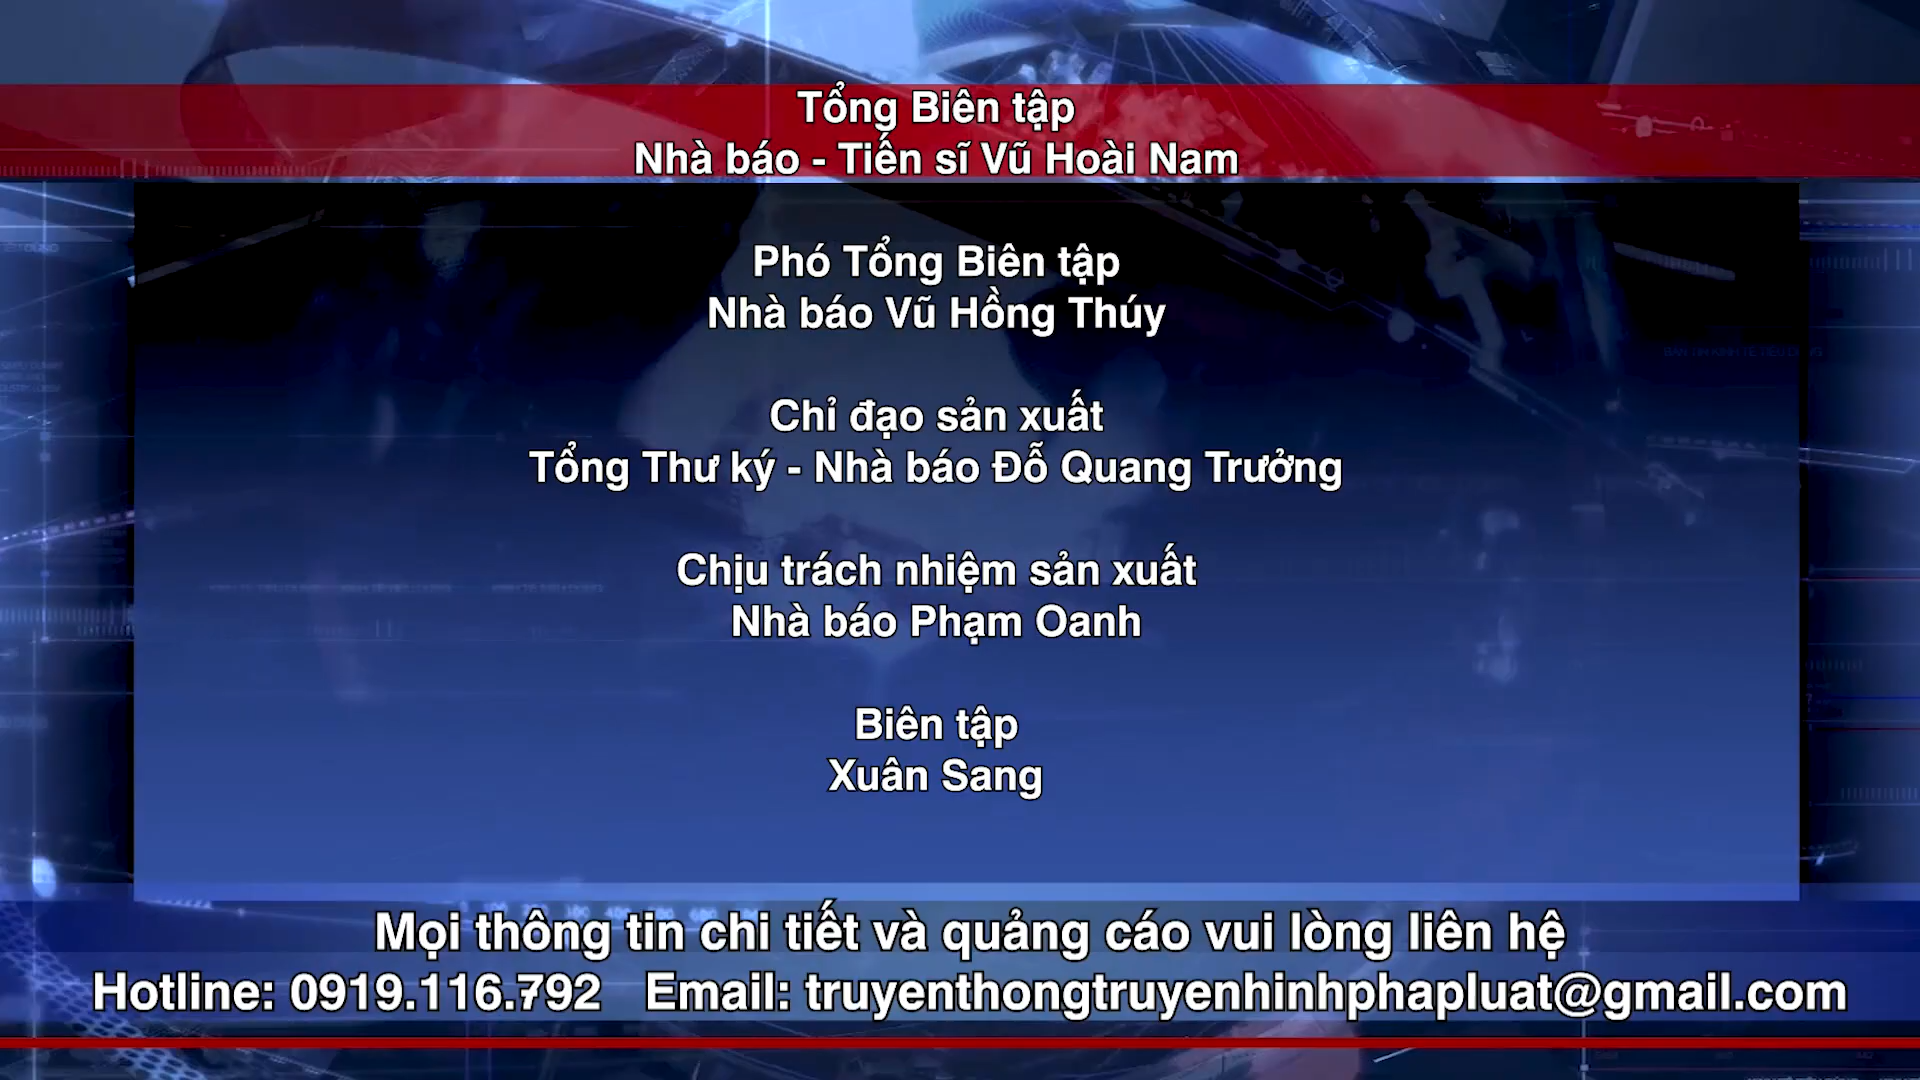 Tổng Biên tập
Nhà báo - Tiến sĩ Vũ Hoài Nam
Phó Tổng Biên tập
Nhà báo Vũ Hồng Thúy
Chỉ đạo sản xuất
Tổng Thư ký - Nhà báo Đỗ Quang Trưởng
Chịu trách nhiệm sản xuất
Nhà báo Phạm Oanh
Biên tập
Xuân Sang
Mọi thông tin chi tiết và quảng cáo vui lòng liên hệ
Hotline: 0919.116.792 Email: truyenthongtruyenhinhphapluat@gmail.com